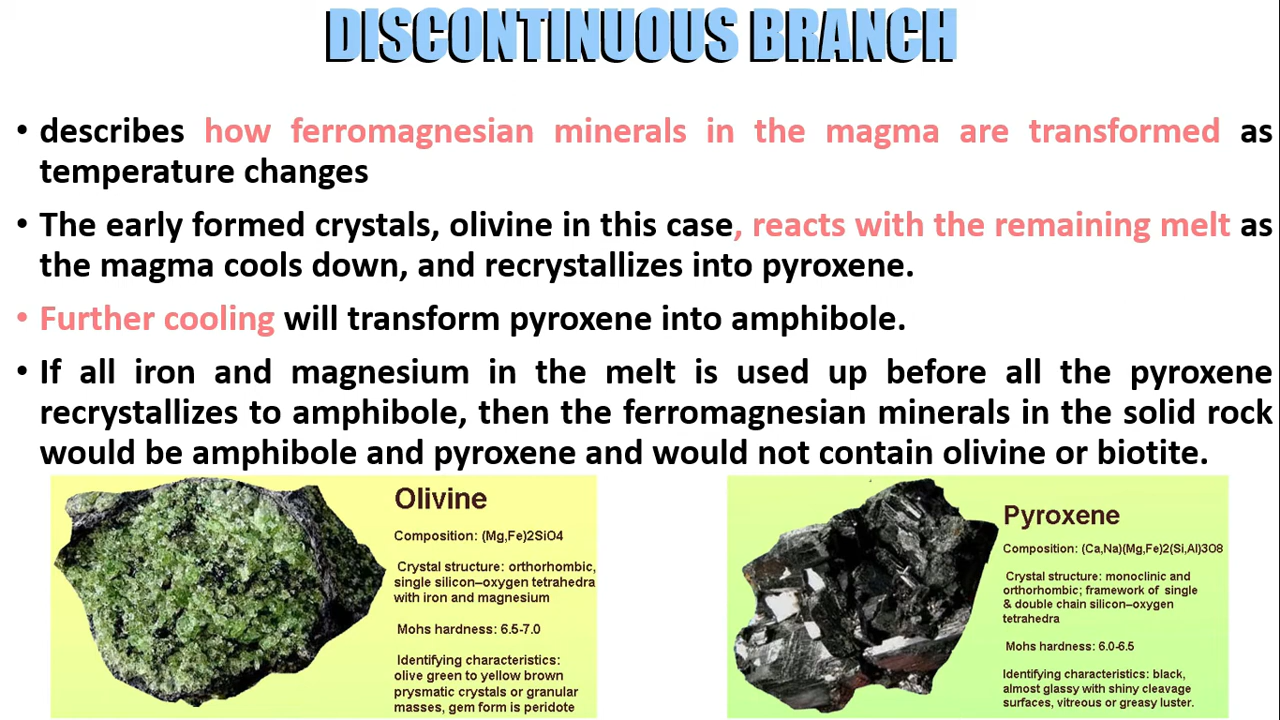 DISCONTINUOUS BRANCH
• describes how ferromagnesian minerals in the magma are transformed as
temperature changes
• The early formed crystals, olivine in this case, reacts with the remaining melt as
the magma cools down, and recrystallizes into pyroxene.
• Further cooling will transform pyroxene into amphibole.
• If all iron and magnesium in the melt is used up before all the pyroxene
recrystallizes to amphibole, then the ferromagnesian minerals in the solid rock
would be amphibole and pyroxene and would not contain olivine or biotite.
Olivine
Composition: (Mg,Fe)2SiO4
Crystal structure: orthorhombic,
single silicon–oxygen tetrahedra
with iron and magnesium
Mohs hardness: 6.5-7.0
Identifying characteristics:
olive green to yellow brown
prysmatic crystals or granular
masses, gem form is peridote
Pyroxene
Composition: (Ca,Na)(Mg,Fe)2(Si,Al)3O8
Crystal structure: monoclinic and
orthorhombic; framework of single
& double chain silicon–oxygen
tetrahedra
Mohs hardness: 6.0-6.5
Identifying characteristics: black,
almost glassy with shiny cleavage
surfaces, vitreous or greasy luster.